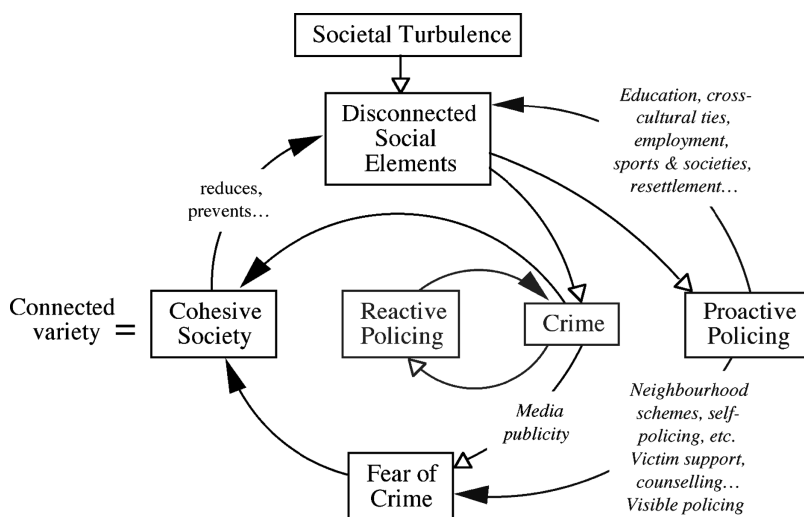 Societal Turbulence
Disconnected
Social
Elements
Education, cross-
cultural ties,
employment,
sports & societies,
resettlement…
reduces,
prevents…
Connected
variety =
Cohesive
Society
Reactive
Policing
Crime
Proactive
Policing
Media
publicity
Neighbourhood
schemes, self-
policing, etc.
Victim support,
counselling…
Visible policing
Fear of
Crime